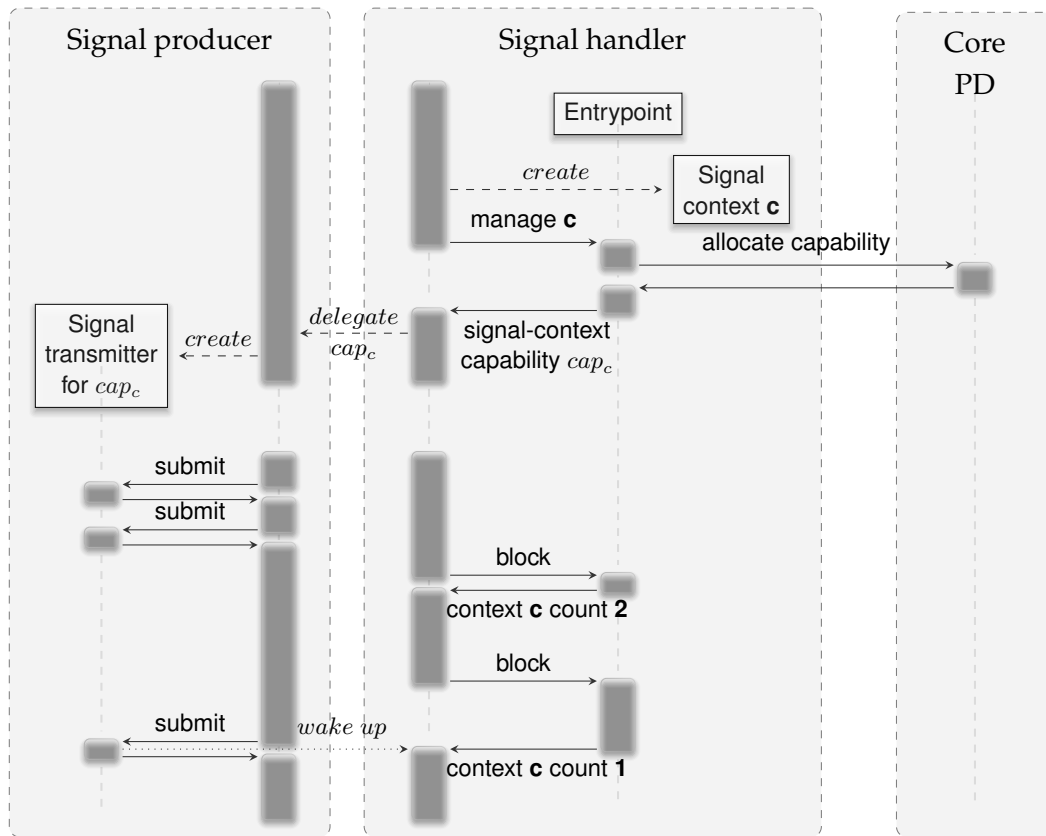 Signal producer
Signal handler
Core
PD
Entrypoint
create
Signal
context c
manage c
allocate capability
delegate
cap_c
signal-context
capability cap_c
create
Signal
transmitter
for cap_c
submit
submit
block
context c count 2
block
submit
wake up
context c count 1